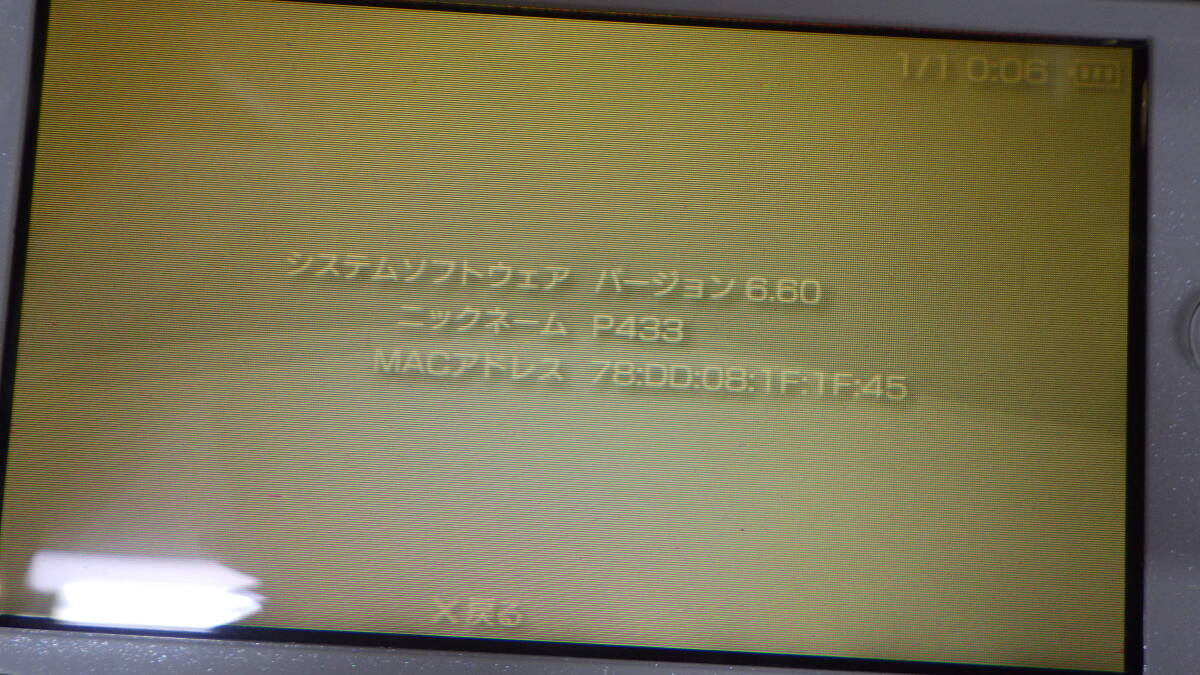 1/1 0:06
システムソフトウェア バージョン 6.60
ニックネーム P433
MACアドレス 78:DD:08:1F:1F:45
X 戻る